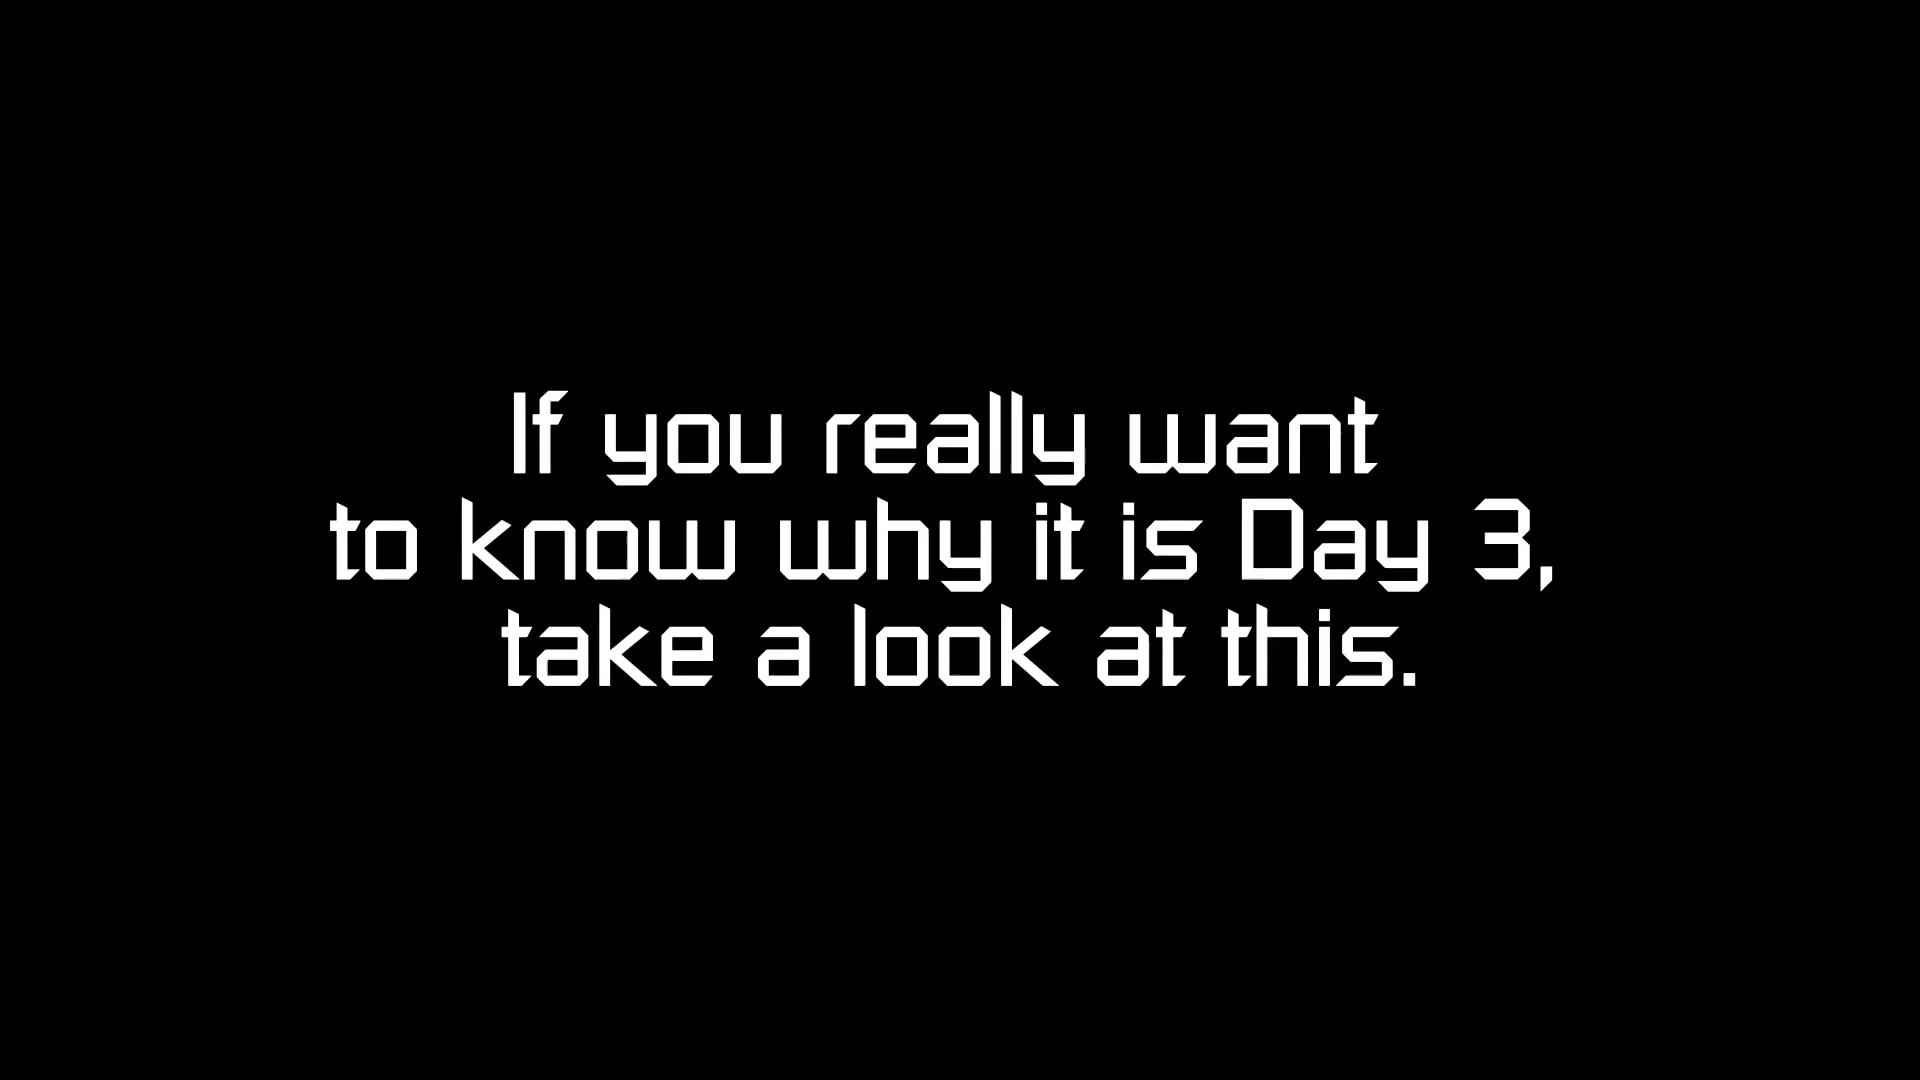 If you really want
to know why it is Day 3,
take a look at this.